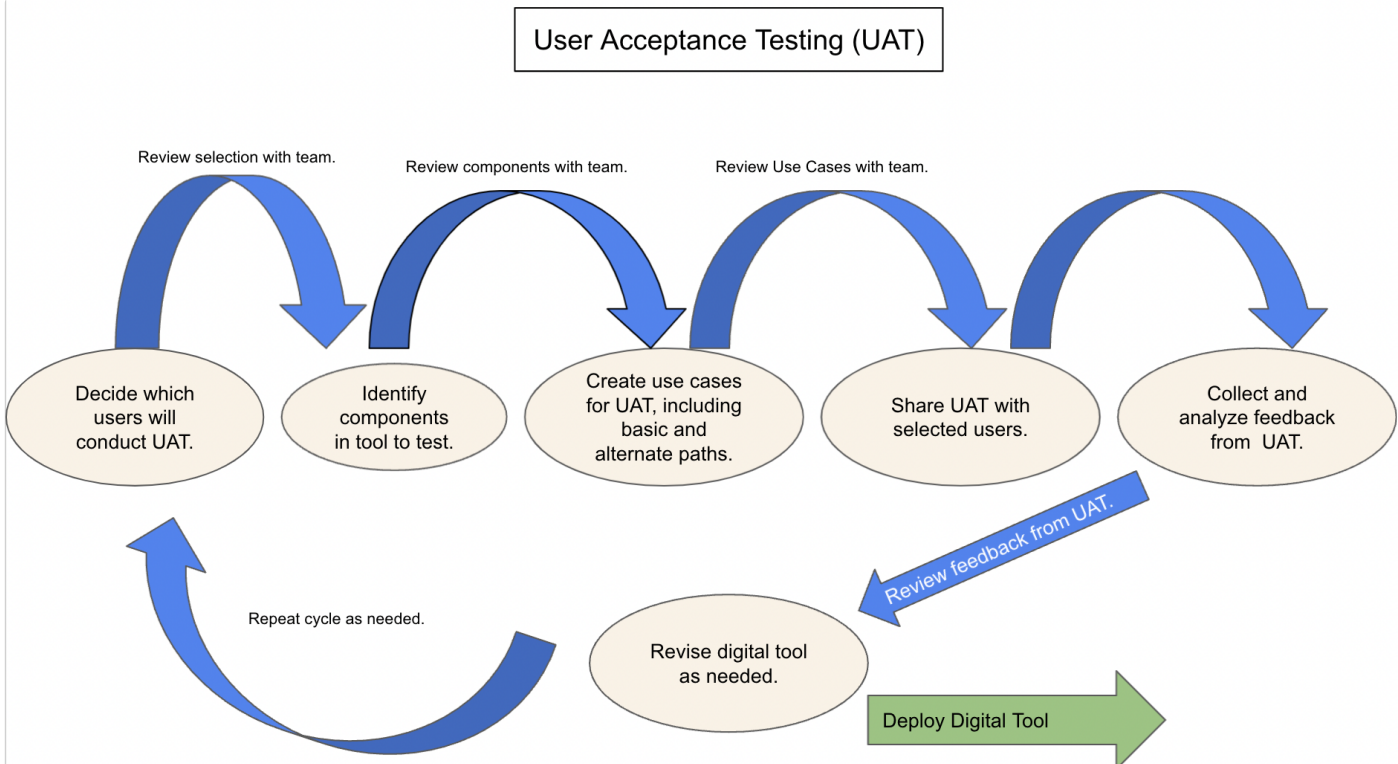 User Acceptance Testing (UAT)
Review selection with team.
Review components with team.
Review Use Cases with team.
Decide which
users will
conduct UAT.
Identify
components
in tool to test.
Create use cases
for UAT, including
basic and
alternate paths.
Share UAT with
selected users.
Collect and
analyze feedback
from  UAT.
Review feedback from UAT.
Repeat cycle as needed.
Revise digital tool
as needed.
Deploy Digital Tool